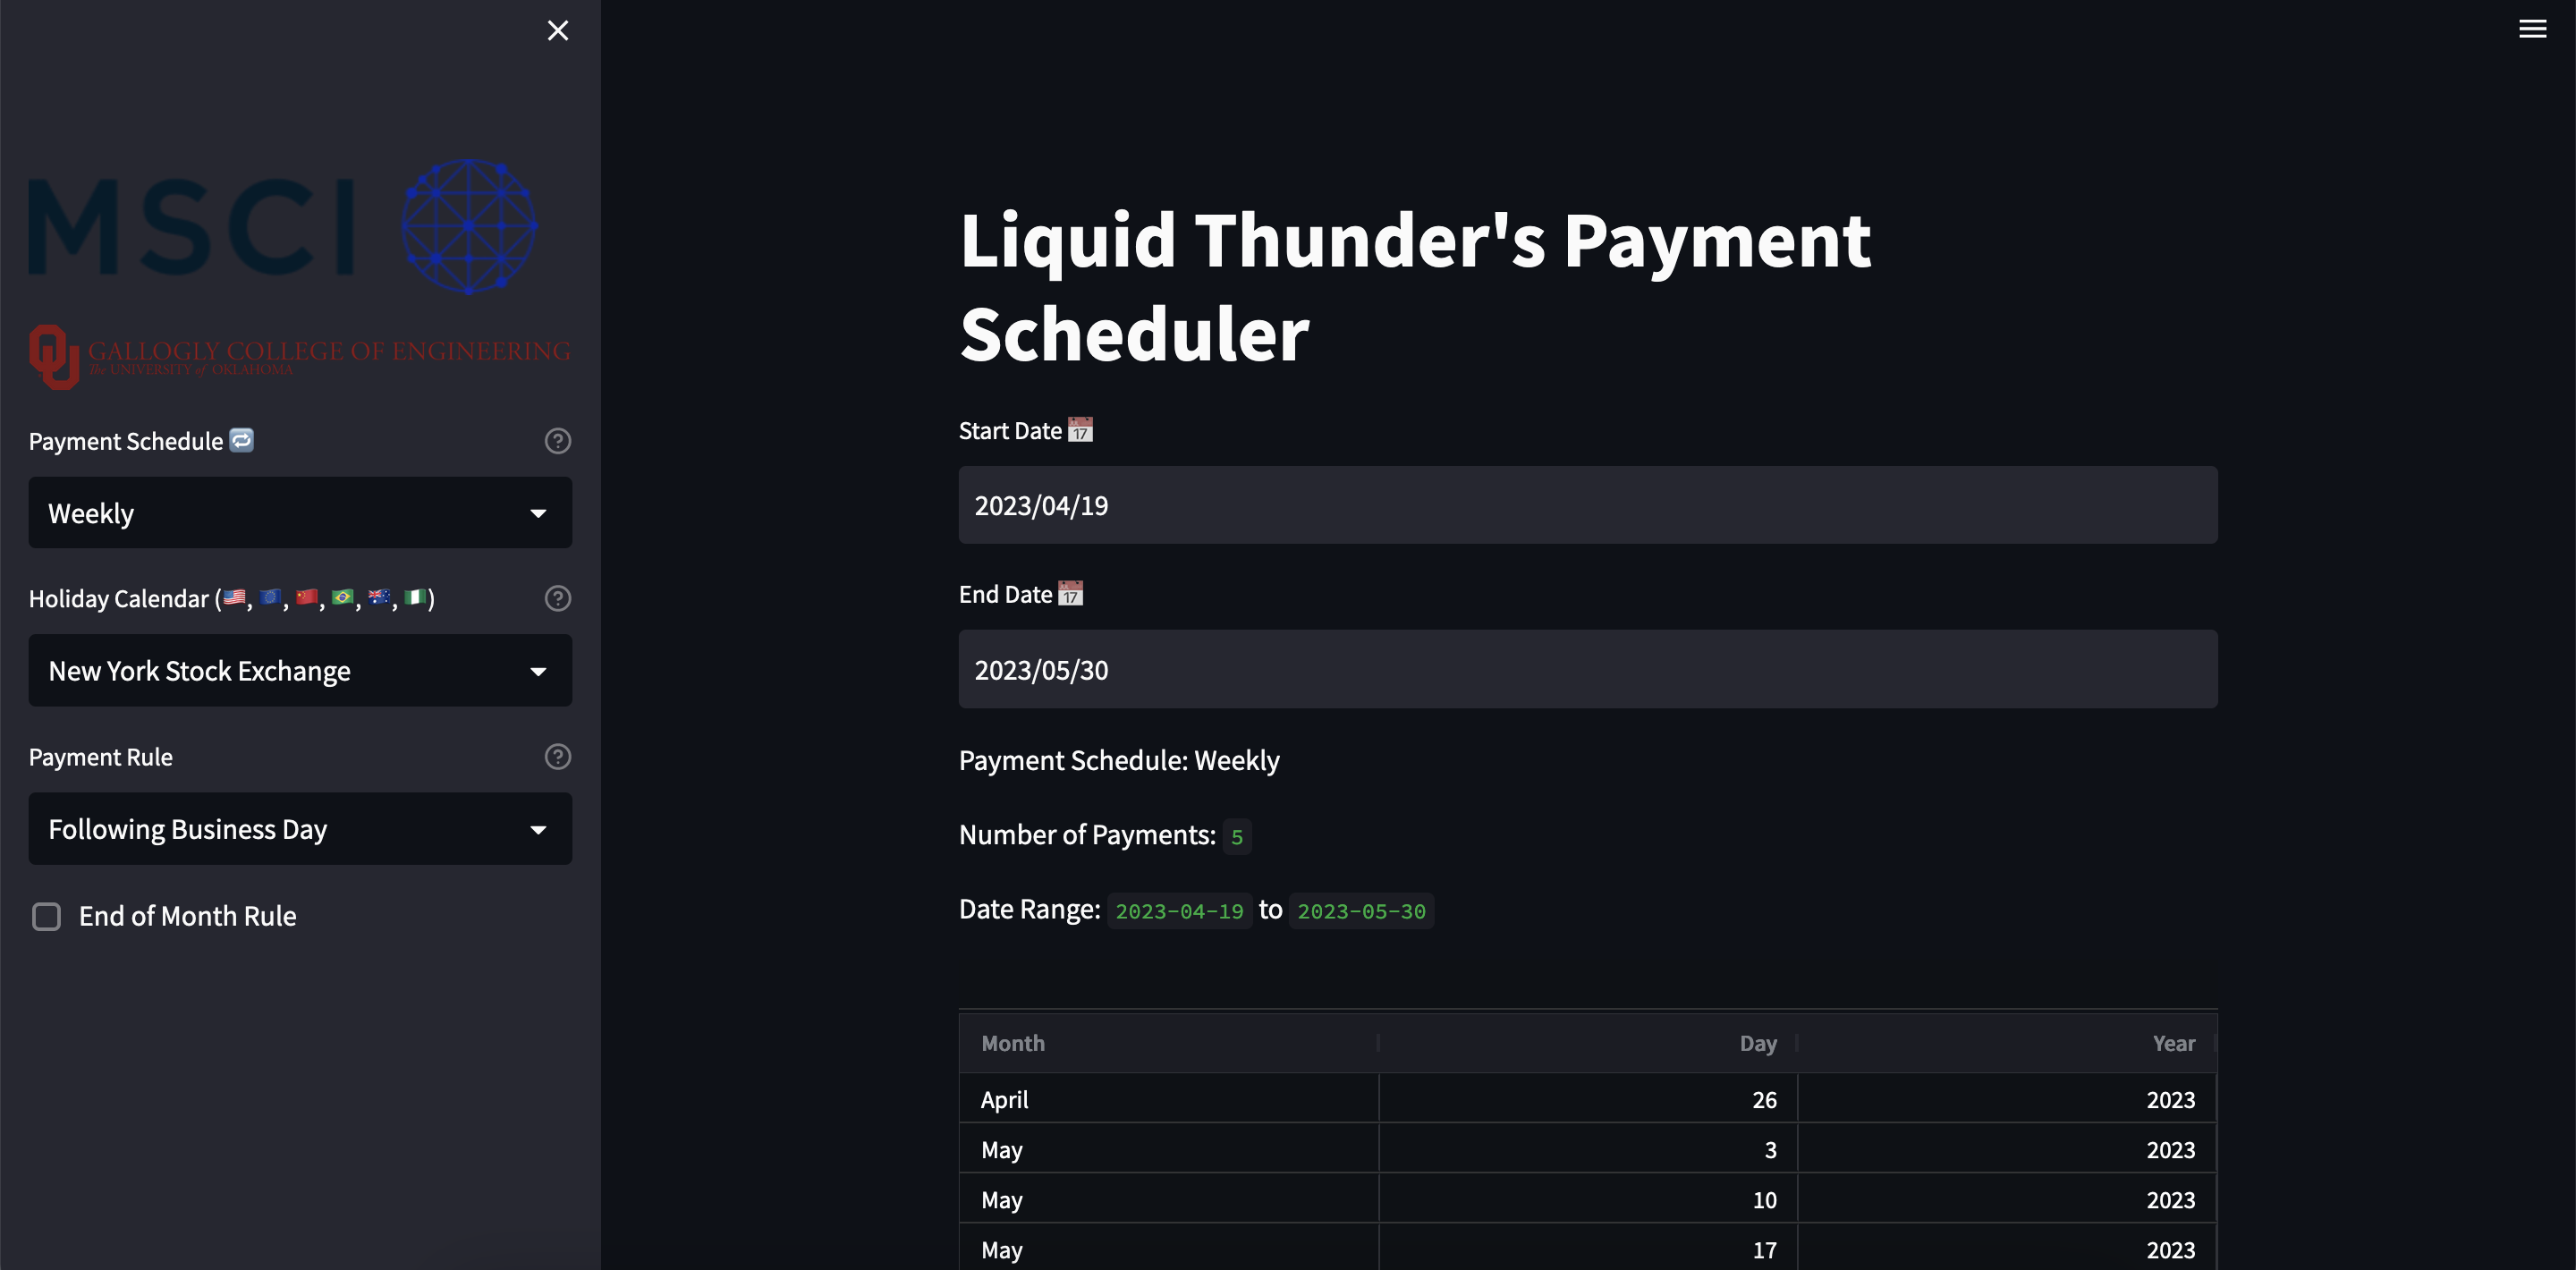 MSCI
OU GALLOGLY COLLEGE OF ENGINEERING
The UNIVERSITY of OKLAHOMA
Payment Schedule
Weekly
Holiday Calendar (🇺🇸, 🇪🇺, 🇨🇳, 🇧🇷, 🇦🇺, 🇳🇬)
New York Stock Exchange
Payment Rule
Following Business Day
End of Month Rule
Liquid Thunder's Payment
Scheduler
Start Date 📅
2023/04/19
End Date 📅
2023/05/30
Payment Schedule: Weekly
Number of Payments: 5
Date Range: 2023-04-19 to 2023-05-30
Month Day Year
April 26 2023
May 3 2023
May 10 2023
May 17 2023